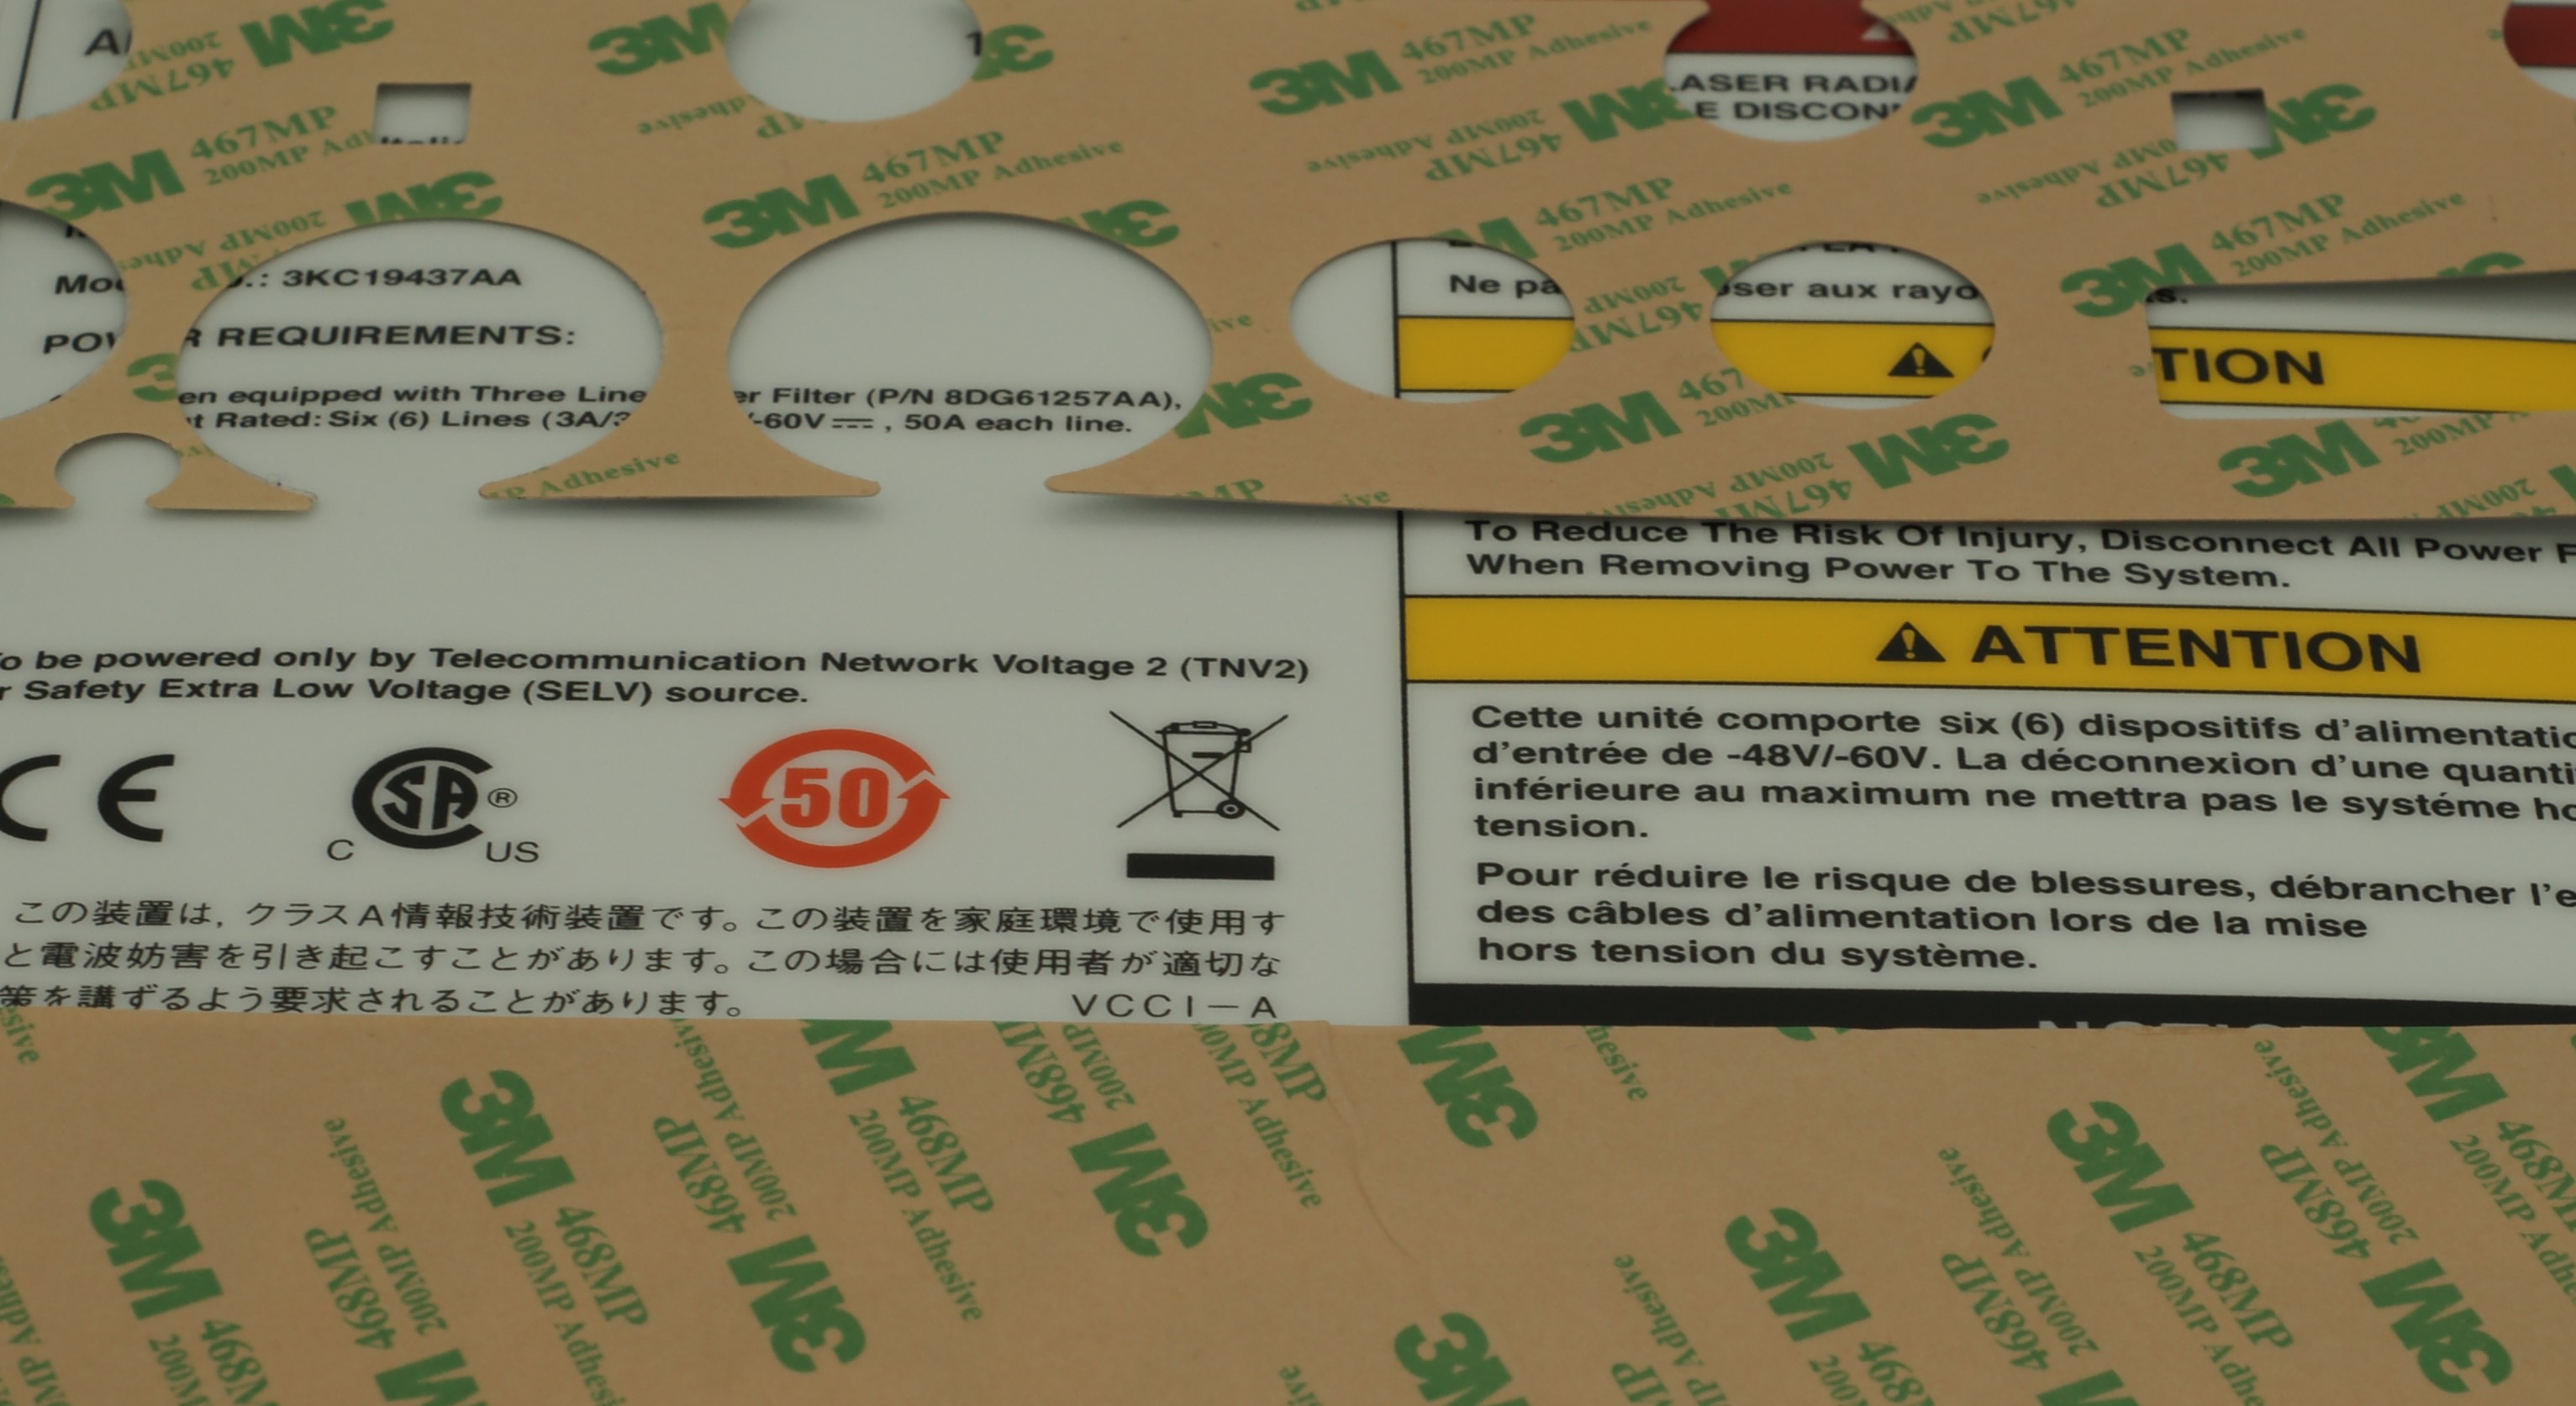 3M 467MP
200MP Adhesive
LASER RADIA
E DISCON
.: 3KC19437AA
REQUIREMENTS:
en equipped with Three Line
er Filter (P/N 8DG61257AA),
t Rated: Six (6) Lines (3A/3
-60V ⎓, 50A each line.
Ne pa
ser aux rayo
TION
To Reduce The Risk Of Injury, Disconnect All Power F
When Removing Power To The System.
ATTENTION
Cette unité comporte six (6) dispositifs d'alimentatio
d'entrée de -48V/-60V. La déconnexion d'une quanti
inférieure au maximum ne mettra pas le systéme ho
tension.
Pour réduire le risque de blessures, débrancher l'e
des câbles d'alimentation lors de la mise
hors tension du système.
To be powered only by Telecommunication Network Voltage 2 (TNV2)
r Safety Extra Low Voltage (SELV) source.
CE
C SA ® US
50
この装置は, クラスA情報技術装置です。この装置を家庭環境で使用す
と電波妨害を引き起こすことがあります。この場合には使用者が適切な
策を講ずるよう要求されることがあります。
VCCI－A
3M 468MP
200MP Adhesive